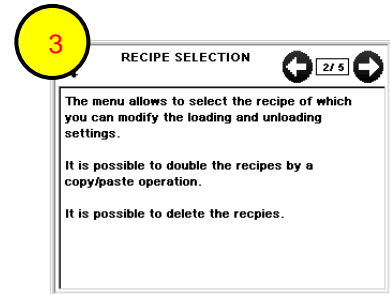 3
RECIPE SELECTION
2/ 5
The menu allows to select the recipe of which
you can modify the loading and unloading
settings.
It is possible to double the recipes by a
copy/paste operation.
It is possible to delete the recpies.